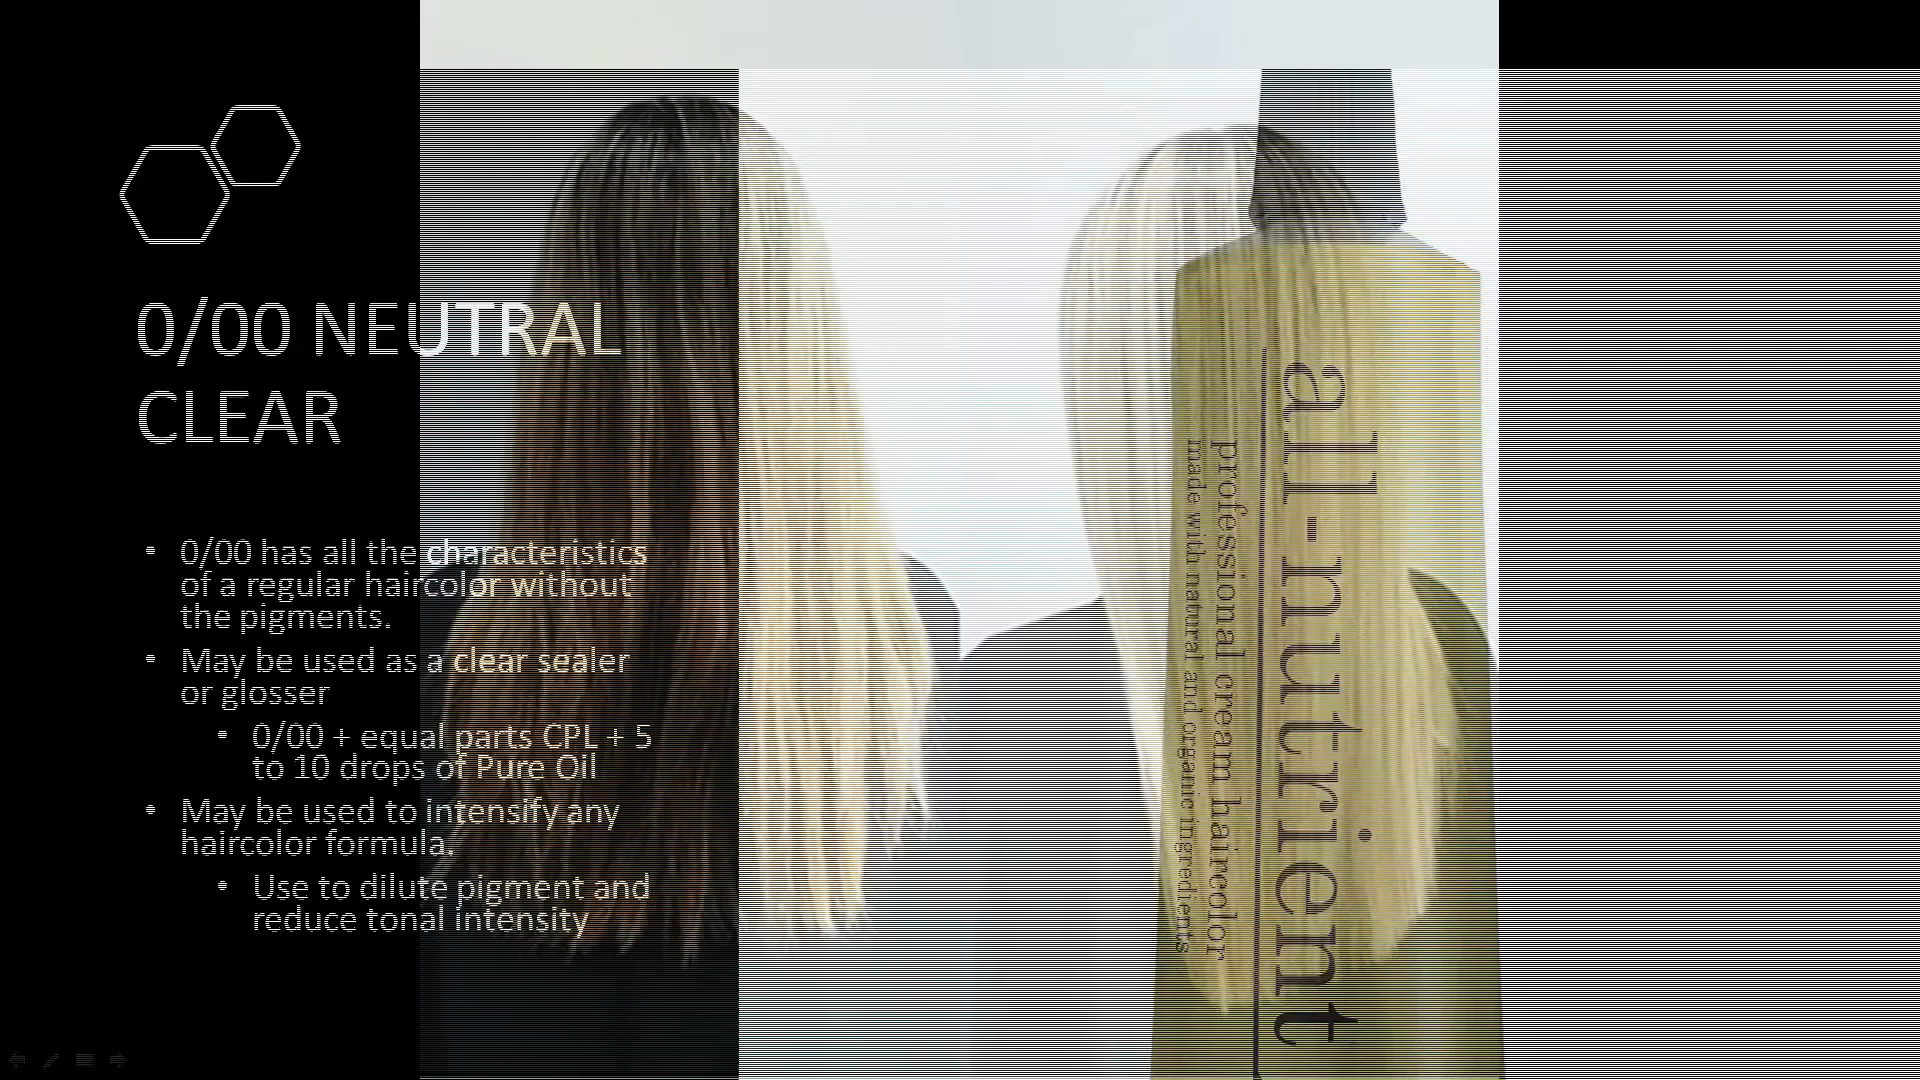 0/00 NEUTRAL
CLEAR
• 0/00 has all the characteristics
of a regular haircolor without
the pigments.
• May be used as a clear sealer
or glosser
• 0/00 + equal parts CPL + 5
to 10 drops of Pure Oil
• May be used to intensify any
haircolor formula.
• Use to dilute pigment and
reduce tonal intensity
all-nutrient
professional cream haircolor
made with natural and organic ingredients